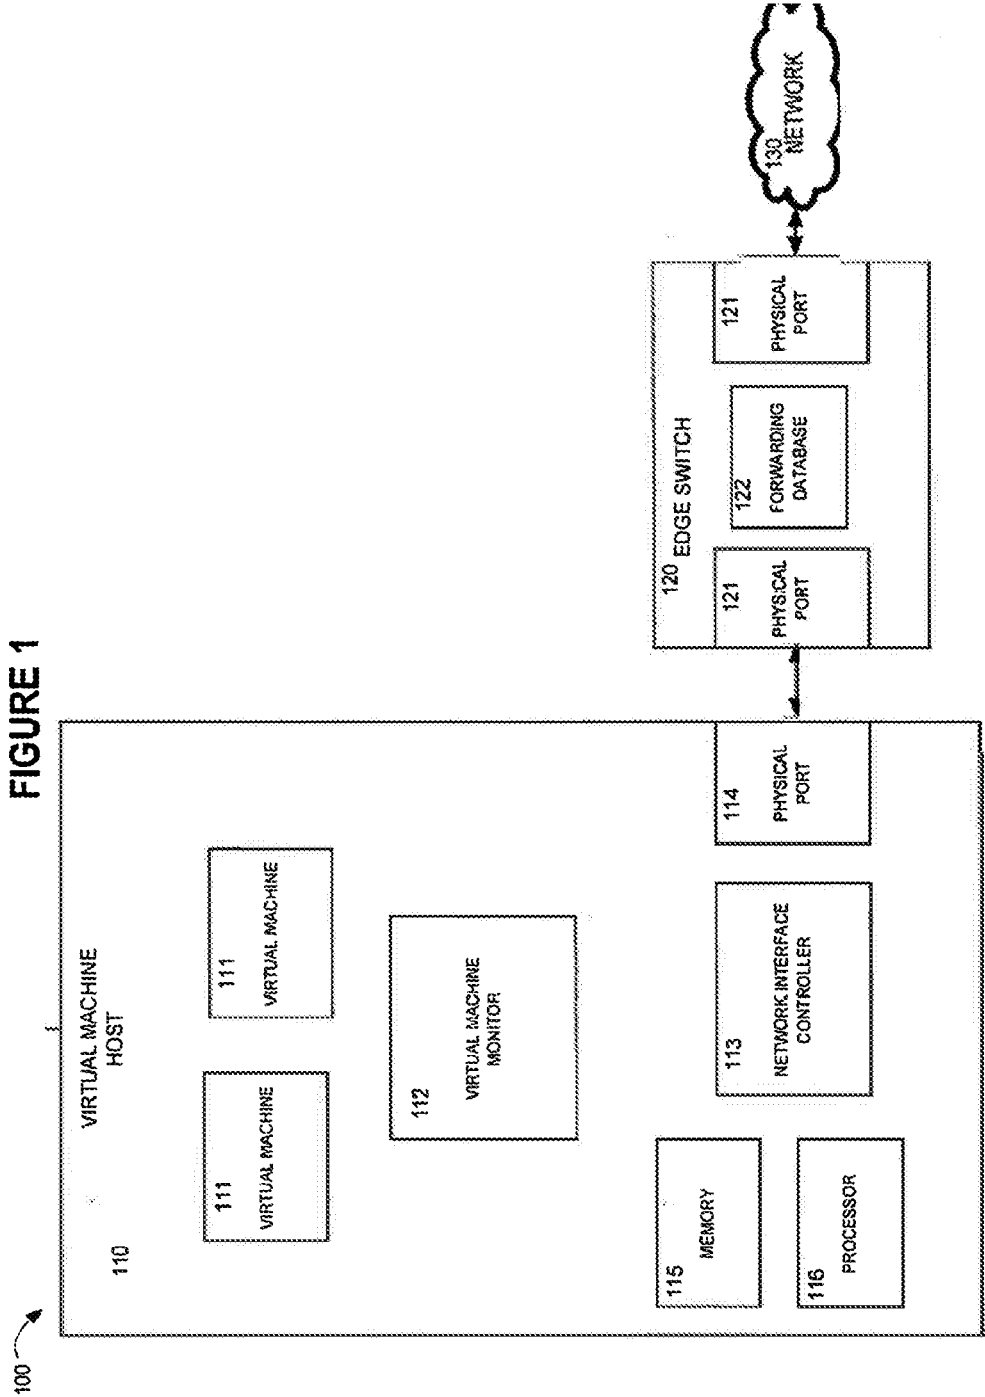 FIGURE 1
100
110
VIRTUAL MACHINE
HOST
111
VIRTUAL MACHINE
111
VIRTUAL MACHINE
112
VIRTUAL MACHINE
MONITOR
115
MEMORY
116
PROCESSOR
113
NETWORK INTERFACE
CONTROLLER
114
PHYSICAL
PORT
120
EDGE SWITCH
121
PHYSICAL
PORT
122
FORWARDING
DATABASE
121
PHYSICAL
PORT
130
NETWORK